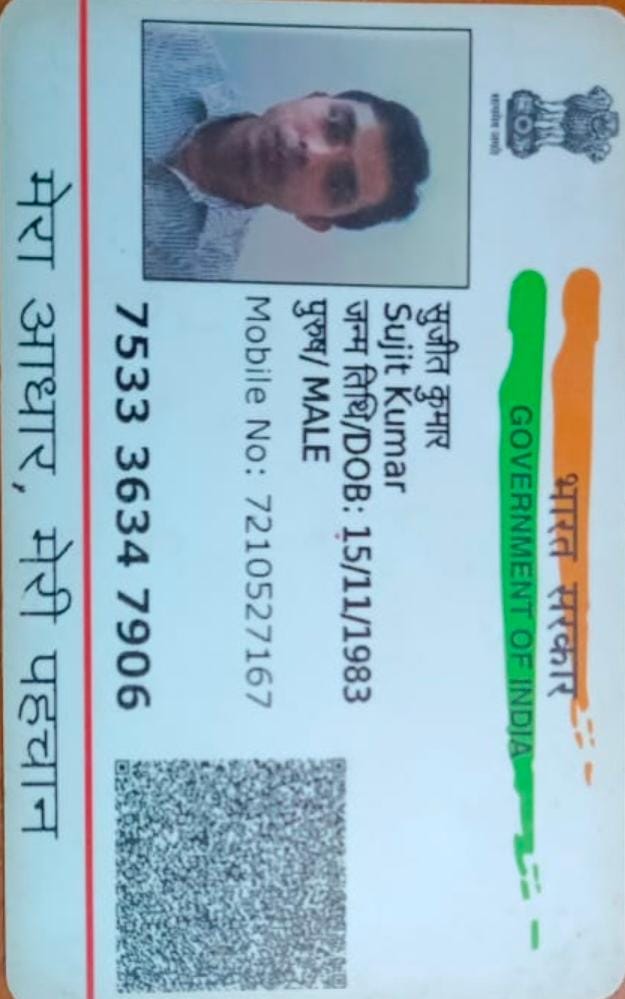 सत्यमेव जयते
भारत सरकार
GOVERNMENT OF INDIA
सुजीत कुमार
Sujit Kumar
जन्म तिथि/DOB: 15/11/1983
पुरुष/ MALE
Mobile No: 7210527167
7533 3634 7906
मेरा आधार, मेरी पहचान